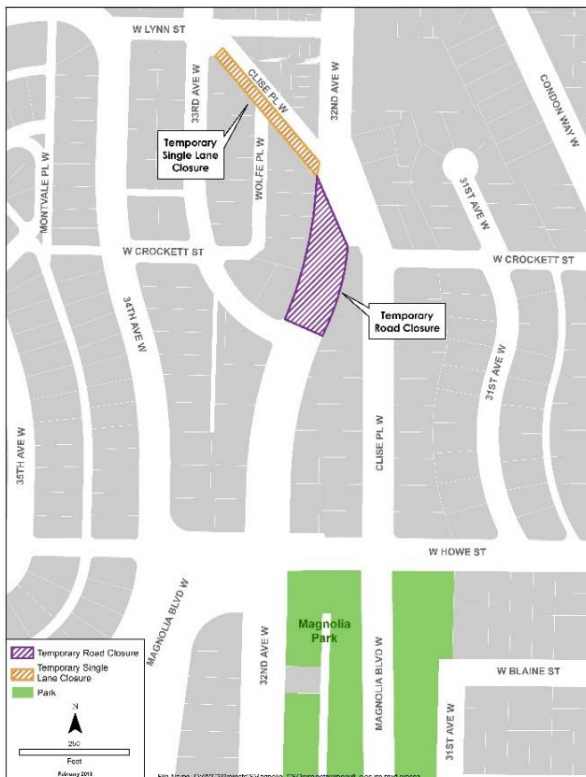 W LYNN ST
33RD AVE W
CLISE PL W
32ND AVE W
CONDON WAY W
Temporary
Single Lane
Closure
MONTVALE PL W
WOLFE PL W
31ST AVE W
W CROCKETT ST
W CROCKETT ST
34TH AVE W
Temporary
Road Closure
35TH AVE W
CLISE PL W
31ST AVE W
W HOWE ST
MAGNOLIA BLVD W
32ND AVE W
Magnolia
Park
MAGNOLIA BLVD W
W BLAINE ST
31ST AVE W
Temporary Road Closure
Temporary Single
Lane Closure
Park
N
250
Feet
February 2018
File Name: